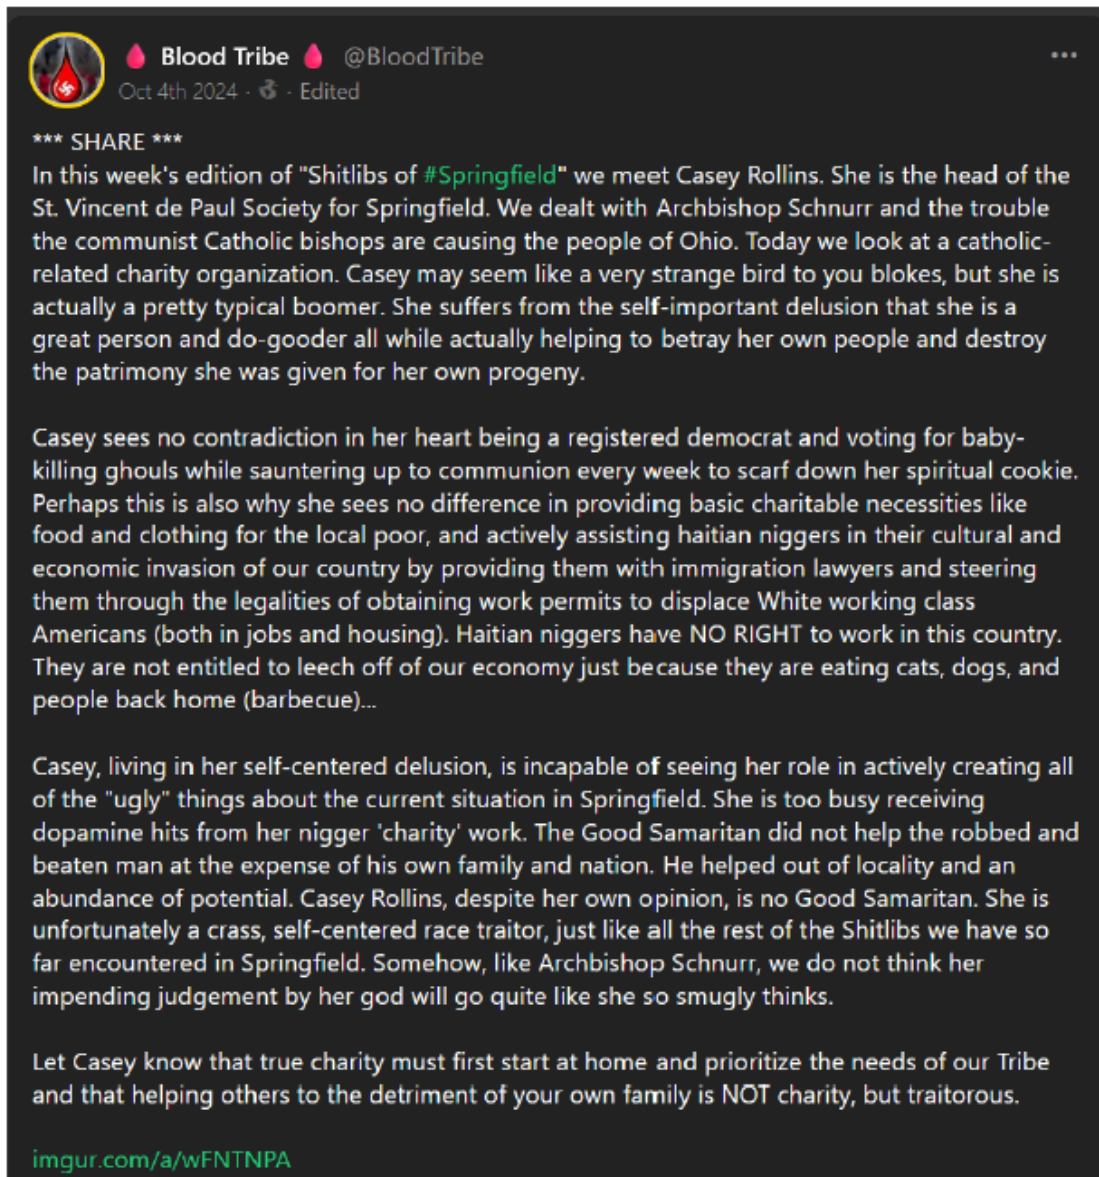 Blood Tribe @BloodTribe
Oct 4th 2024 · · Edited
*** SHARE ***
In this week's edition of "Shitlibs of #Springfield" we meet Casey Rollins. She is the head of the
St. Vincent de Paul Society for Springfield. We dealt with Archbishop Schnurr and the trouble
the communist Catholic bishops are causing the people of Ohio. Today we look at a catholic-
related charity organization. Casey may seem like a very strange bird to you blokes, but she is
actually a pretty typical boomer. She suffers from the self-important delusion that she is a
great person and do-gooder all while actually helping to betray her own people and destroy
the patrimony she was given for her own progeny.
Casey sees no contradiction in her heart being a registered democrat and voting for baby-
killing ghouls while sauntering up to communion every week to scarf down her spiritual cookie.
Perhaps this is also why she sees no difference in providing basic charitable necessities like
food and clothing for the local poor, and actively assisting haitian niggers in their cultural and
economic invasion of our country by providing them with immigration lawyers and steering
them through the legalities of obtaining work permits to displace White working class
Americans (both in jobs and housing). Haitian niggers have NO RIGHT to work in this country.
They are not entitled to leech off of our economy just because they are eating cats, dogs, and
people back home (barbecue)...
Casey, living in her self-centered delusion, is incapable of seeing her role in actively creating all
of the "ugly" things about the current situation in Springfield. She is too busy receiving
dopamine hits from her nigger 'charity' work. The Good Samaritan did not help the robbed and
beaten man at the expense of his own family and nation. He helped out of locality and an
abundance of potential. Casey Rollins, despite her own opinion, is no Good Samaritan. She is
unfortunately a crass, self-centered race traitor, just like all the rest of the Shitlibs we have so
far encountered in Springfield. Somehow, like Archbishop Schnurr, we do not think her
impending judgement by her god will go quite like she so smugly thinks.
Let Casey know that true charity must first start at home and prioritize the needs of our Tribe
and that helping others to the detriment of your own family is NOT charity, but traitorous.
imgur.com/a/wFNTNPA